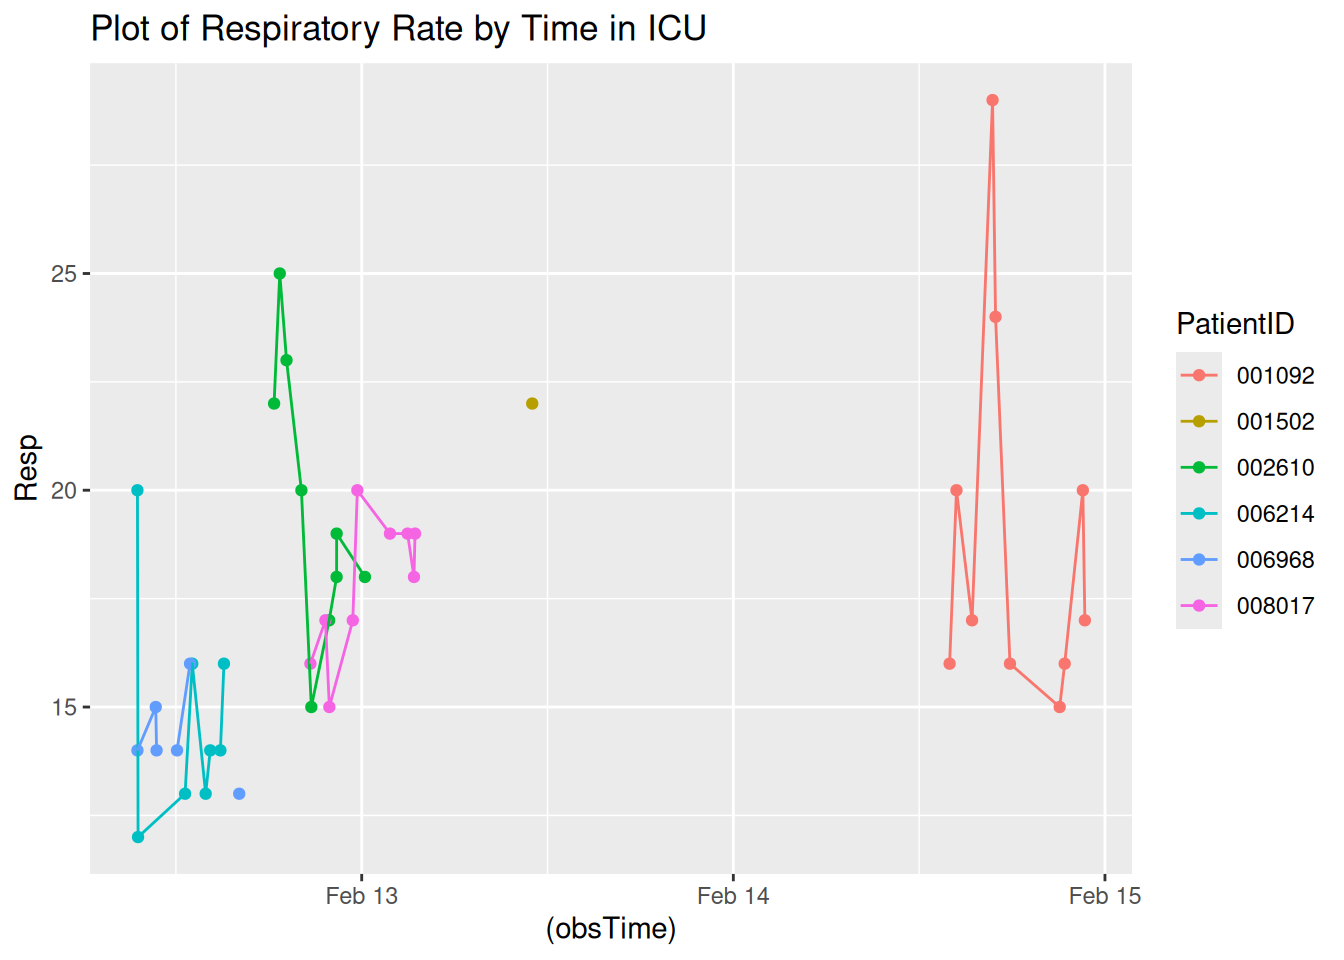 Plot of Respiratory Rate by Time in ICU
25
20
15
Resp
Feb 13
Feb 14
Feb 15
(obsTime)
PatientID
001092
001502
002610
006214
006968
008017